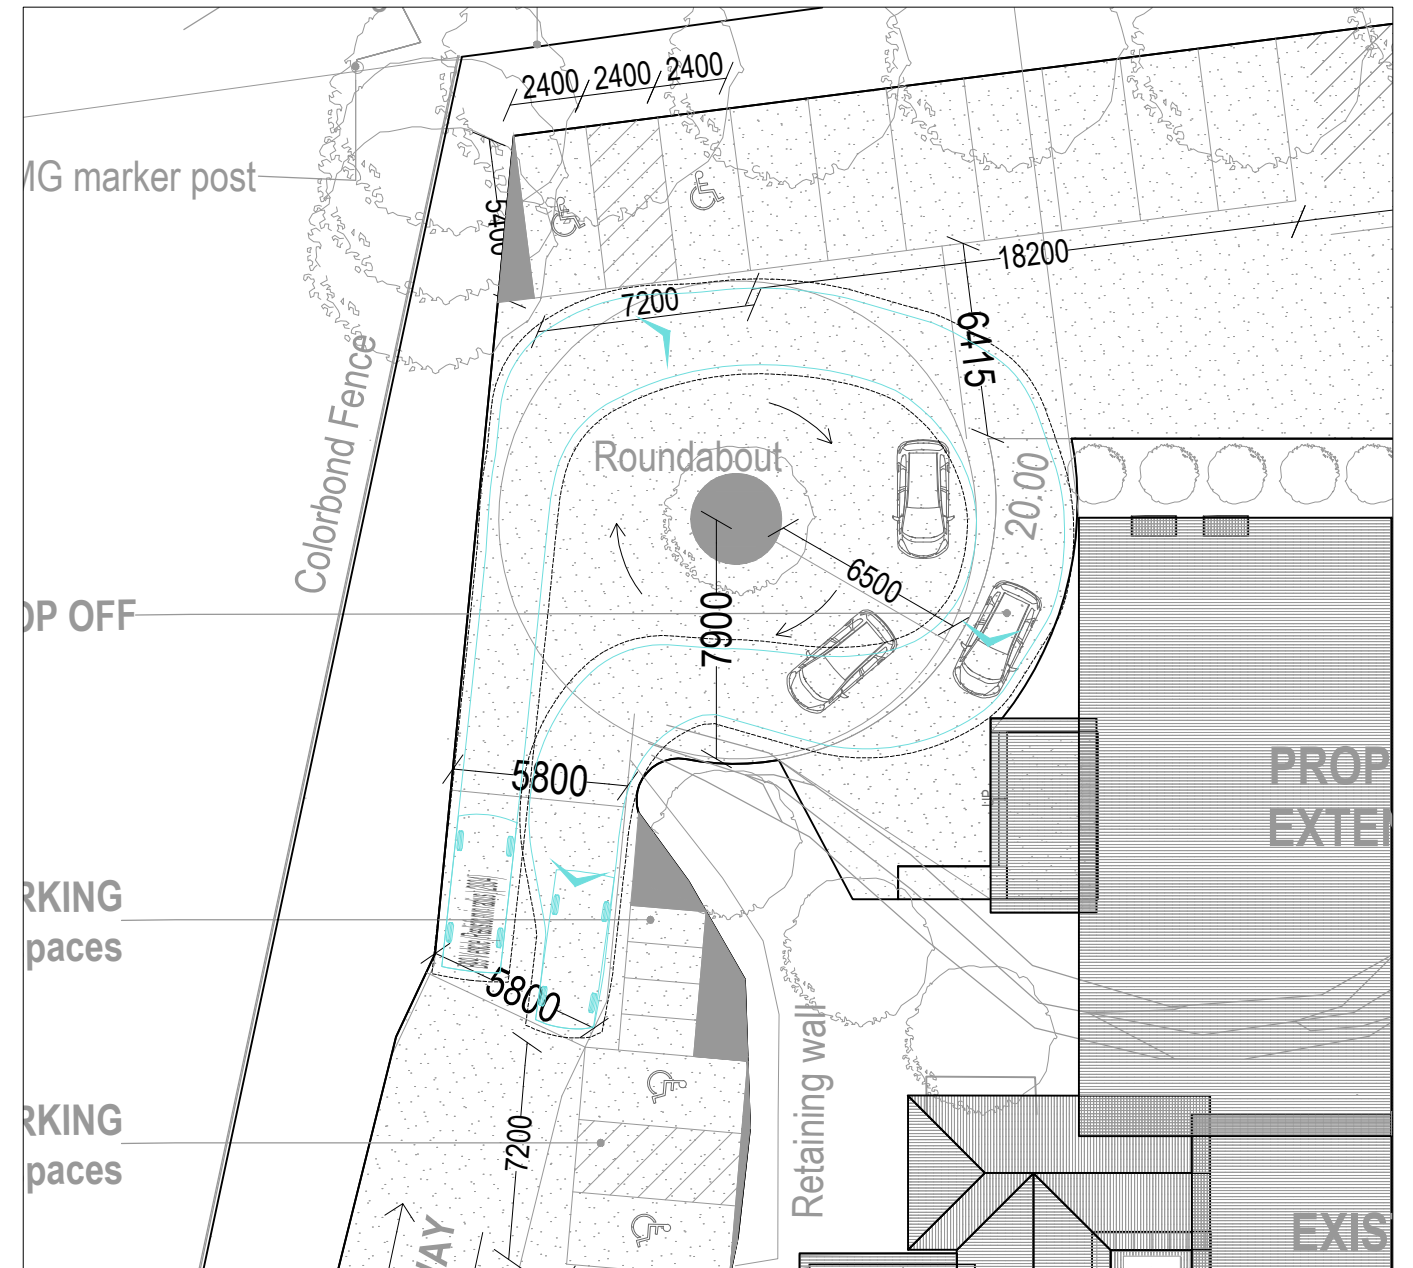 2400
2400
2400
MG marker post
5400
18200
7200
6415
Colorbond Fence
Roundabout
20.00
6500
7900
OP OFF
5800
PROP
EXTE
RKING
paces
5800
Retaining wall
RKING
paces
7200
WAY
EXIS